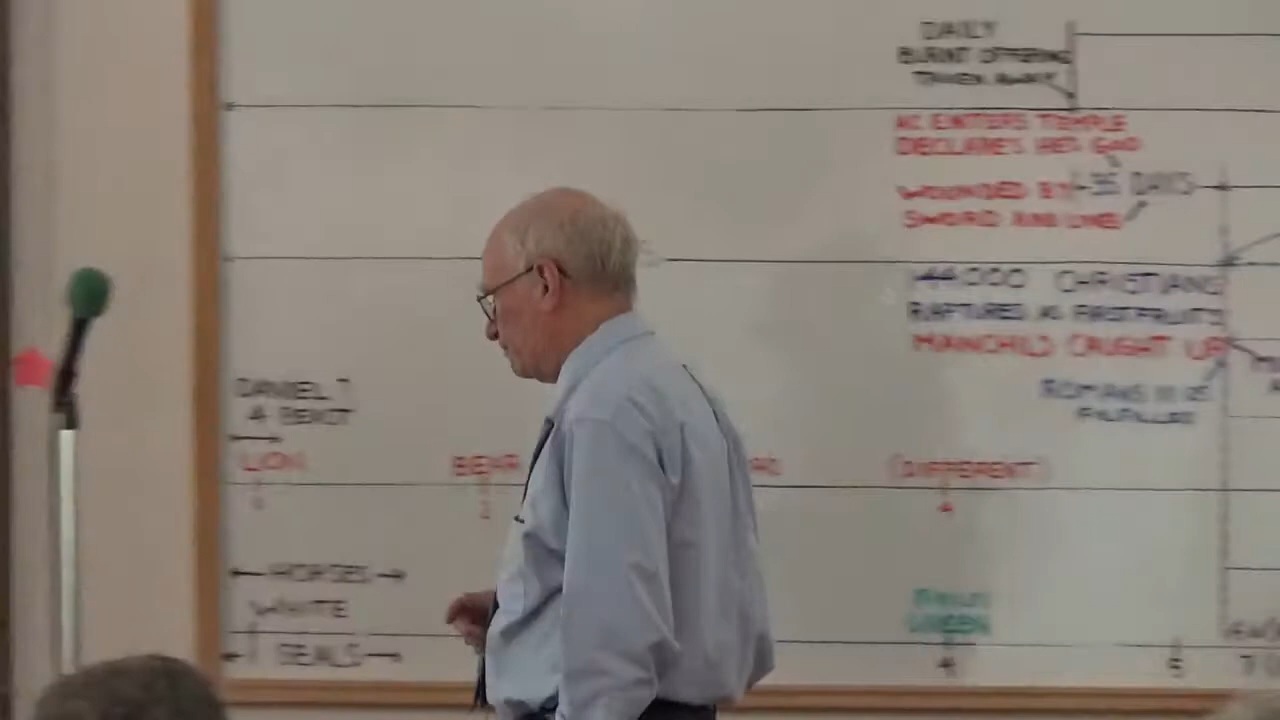 DAILY
BURNT OFFERING
TAKEN AWAY
AC ENTERS TEMPLE
DECLARES HE'S GOD
WOUNDED BY
SWORD AND LIVES
DAYS
144,000 CHRISTIANS
RAPTURED AS FIRSTFRUITS
MANCHILD CAUGHT UP
ROMANS 11:25
FULFILLED
DANIEL 7
4 BEAST
LION
BEAR
(DIFFERENT)
1
2
4
HORSES
WHITE
GREEN
SEALS
4
5